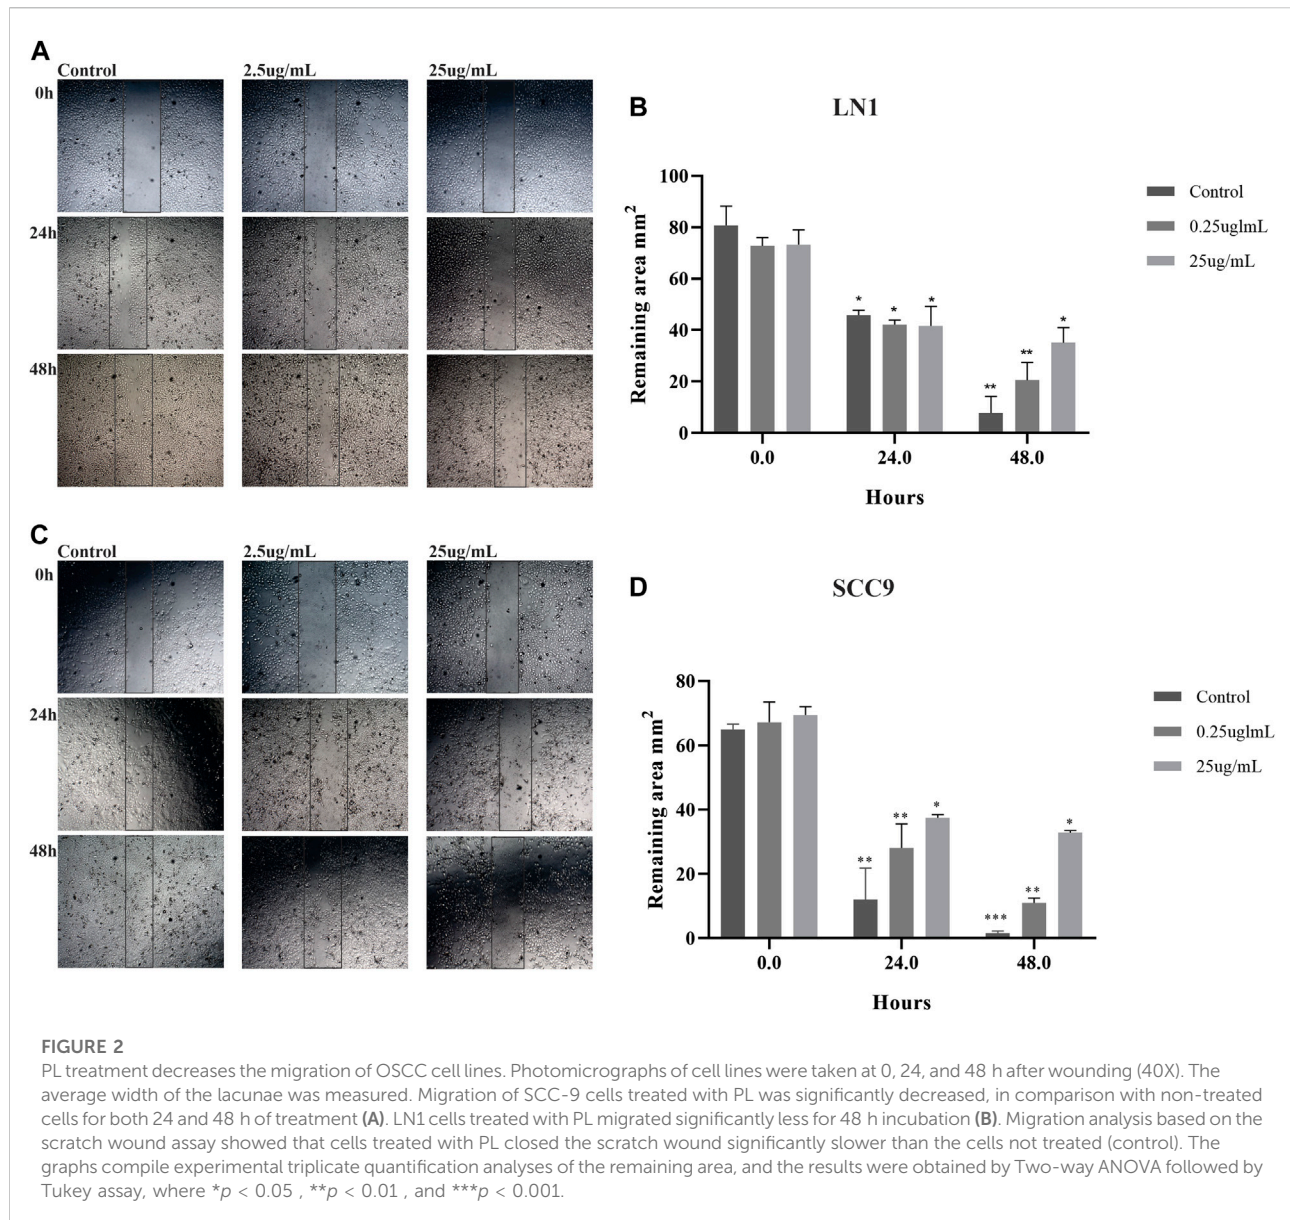 A
Control 2.5ug/mL 25ug/mL
0h
24h
48h
B LN1
Remaining area mm2
100
80
60
40
20
0
* * *
** ** *
0.0 24.0 48.0
Hours
Control
0.25uglmL
25ug/mL
C
Control 2.5ug/mL 25ug/mL
0h
24h
48h
D SCC9
Remaining area mm2
80
60
40
20
0
** ** *
*** ** *
0.0 24.0 48.0
Hours
Control
0.25uglmL
25ug/mL
FIGURE 2
PL treatment decreases the migration of OSCC cell lines. Photomicrographs of cell lines were taken at 0, 24, and 48 h after wounding (40X). The
average width of the lacunae was measured. Migration of SCC-9 cells treated with PL was significantly decreased, in comparison with non-treated
cells for both 24 and 48 h of treatment (A). LN1 cells treated with PL migrated significantly less for 48 h incubation (B). Migration analysis based on the
scratch wound assay showed that cells treated with PL closed the scratch wound significantly slower than the cells not treated (control). The
graphs compile experimental triplicate quantification analyses of the remaining area, and the results were obtained by Two-way ANOVA followed by
Tukey assay, where *p < 0.05 , **p < 0.01 , and ***p < 0.001.